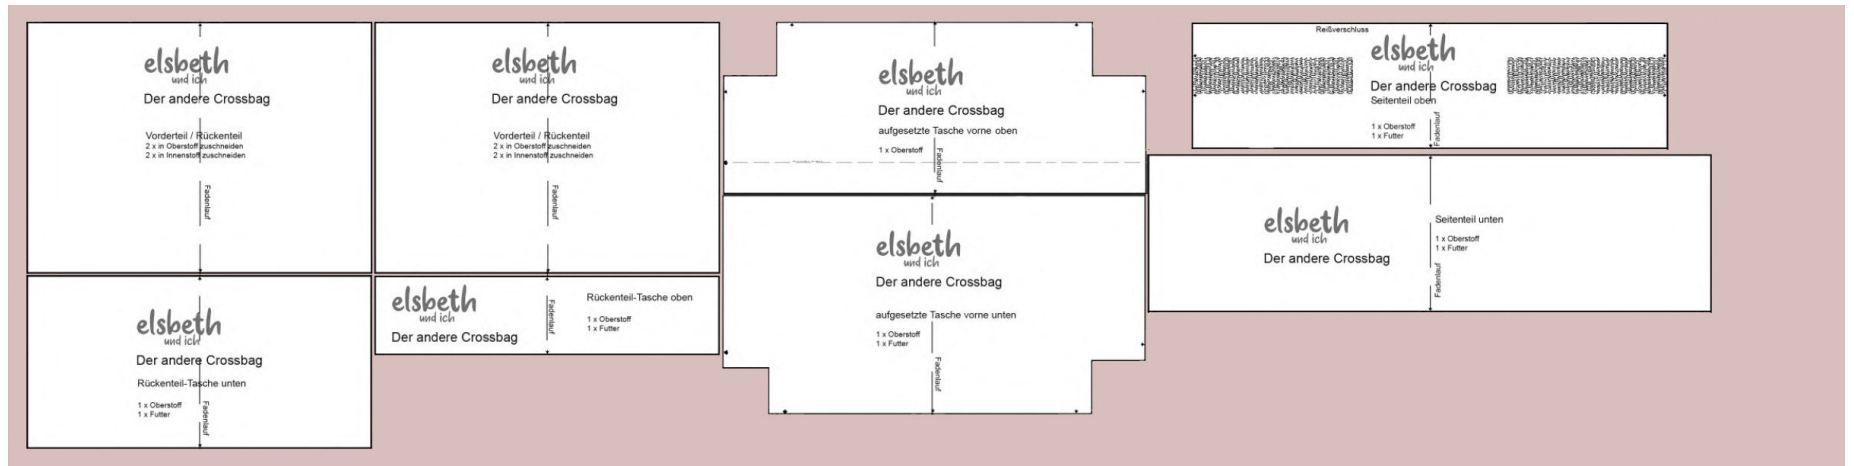 elsbeth
und ich
Der andere Crossbag
Vorderteil / Rückenteil
2 x in Oberstoff zuschneiden
2 x in Innenstoff zuschneiden
Fadenlauf
elsbeth
und ich
Der andere Crossbag
Vorderteil / Rückenteil
2 x in Oberstoff zuschneiden
2 x in Innenstoff zuschneiden
Fadenlauf
elsbeth
und ich
Der andere Crossbag
aufgesetzte Tasche vorne oben
1 x Oberstoff
Fadenlauf
Reißverschluss
elsbeth
und ich
Der andere Crossbag
Seitenteil oben
1 x Oberstoff
1 x Futter
Fadenlauf
elsbeth
und ich
Der andere Crossbag
Rückenteil-Tasche unten
1 x Oberstoff
1 x Futter
Fadenlauf
elsbeth
und ich
Der andere Crossbag
Fadenlauf
Rückenteil-Tasche oben
1 x Oberstoff
1 x Futter
elsbeth
und ich
Der andere Crossbag
aufgesetzte Tasche vorne unten
1 x Oberstoff
1 x Futter
Fadenlauf
elsbeth
und ich
Der andere Crossbag
Seitenteil unten
1 x Oberstoff
1 x Futter
Fadenlauf